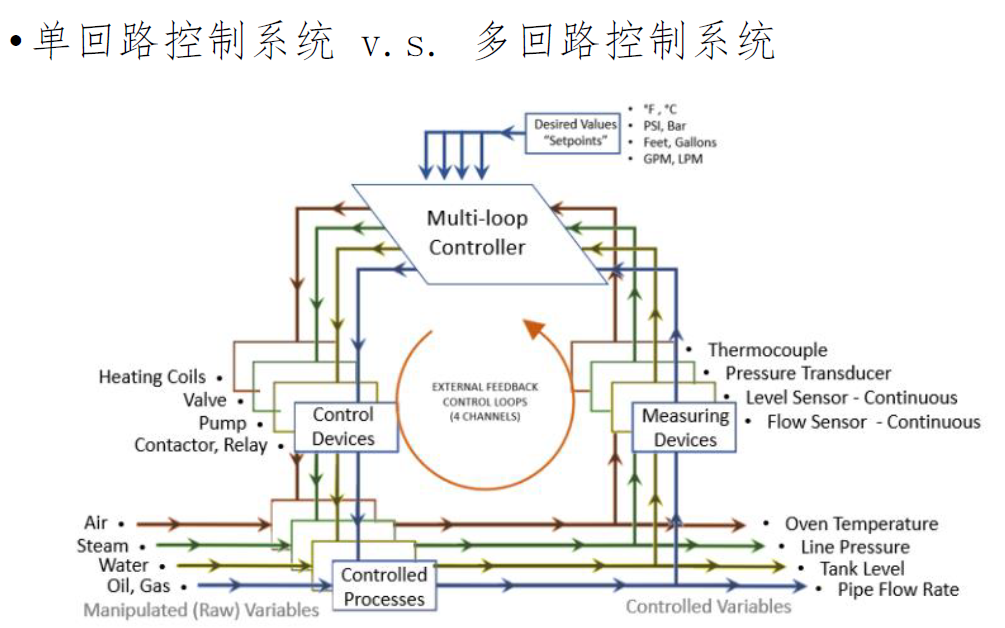 •单回路控制系统 v.s. 多回路控制系统
Desired Values
"Setpoints"
• °F , °C
• PSI, Bar
• Feet, Gallons
• GPM, LPM
Multi-loop
Controller
EXTERNAL FEEDBACK
CONTROL LOOPS
(4 CHANNELS)
Heating Coils •
Valve •
Pump •
Contactor, Relay •
Control
Devices
Measuring
Devices
• Thermocouple
• Pressure Transducer
• Level Sensor - Continuous
• Flow Sensor - Continuous
Air •
Steam •
Water •
Oil, Gas •
Manipulated (Raw) Variables
Controlled
Processes
• Oven Temperature
• Line Pressure
• Tank Level
• Pipe Flow Rate
Controlled Variables